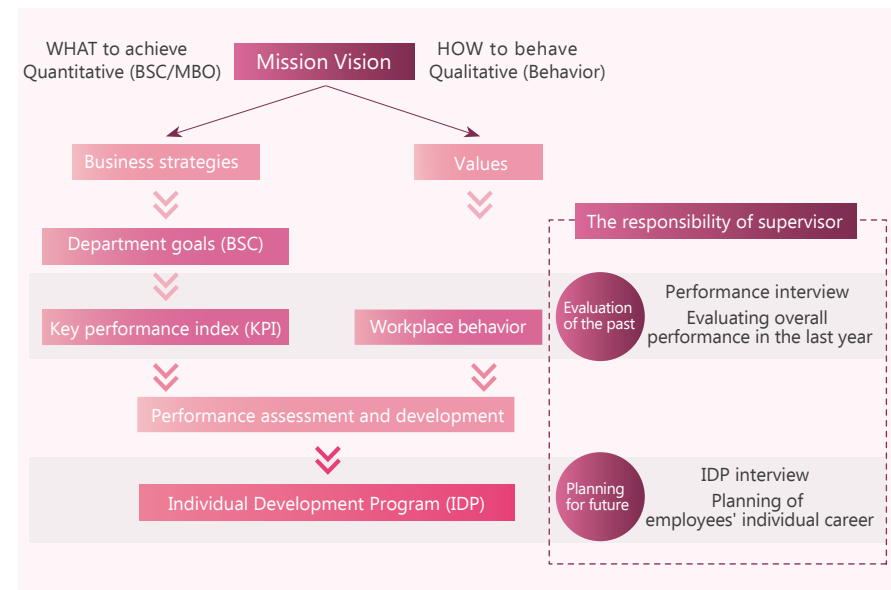 WHAT to achieve
Quantitative (BSC/MBO)
Mission Vision
HOW to behave
Qualitative (Behavior)
Business strategies
Values
Department goals (BSC)
The responsibility of supervisor
Key performance index (KPI)
Workplace behavior
Evaluation
of the past
Performance interview
Evaluating overall
performance in the last year
Performance assessment and development
Individual Development Program (IDP)
Planning
for future
IDP interview
Planning of
employees' individual career